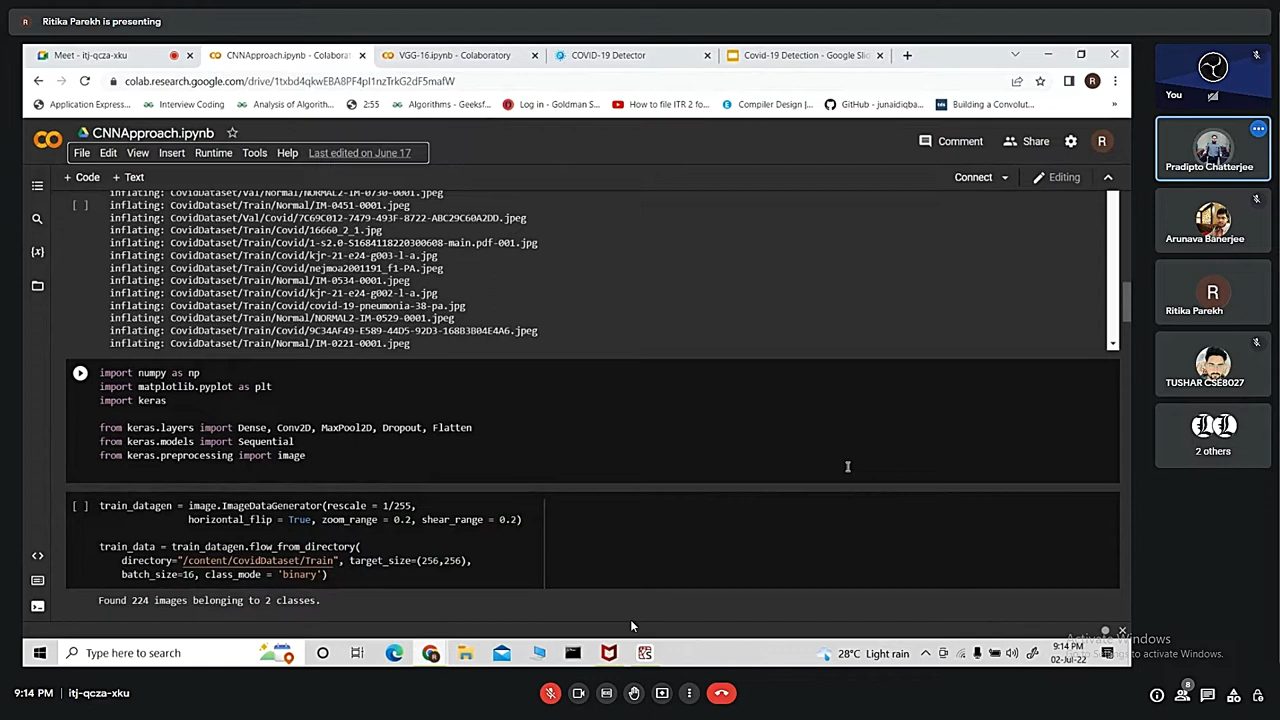 R Ritika Parekh is presenting
Meet - itj-qcza-xku
CNNApproach.ipynb - Colaborat
VGG-16.ipynb - Colaboratory
COVID-19 Detector
Covid-19 Detection - Google Slid
colab.research.google.com/drive/1txbd4qkwEBA8PF4pI1nzTrkG2dF5mafW
Application Express...
Interview Coding
Analysis of Algorith...
2:55
Algorithms - Geeksf...
Log in - Goldman S...
How to file ITR 2 for...
Compiler Design |...
GitHub - junaidiqba...
Building a Convolut...
CNNApproach.ipynb
File Edit View Insert Runtime Tools Help Last edited on June 17
Comment Share R
+ Code + Text
Connect Editing
inflating: CovidDataset/Val/Normal/NORMAL2-IM-0730-0001.jpeg
[ ] inflating: CovidDataset/Train/Normal/IM-0451-0001.jpeg
inflating: CovidDataset/Val/Covid/7C69C012-7479-493F-8722-ABC29C60A2DD.jpeg
inflating: CovidDataset/Train/Covid/16660_2_1.jpg
inflating: CovidDataset/Train/Covid/1-s2.0-S1684118220300608-main.pdf-001.jpg
inflating: CovidDataset/Train/Covid/kjr-21-e24-g003-l-a.jpg
inflating: CovidDataset/Train/Covid/nejmoa2001191_f1-PA.jpeg
inflating: CovidDataset/Train/Normal/IM-0534-0001.jpeg
inflating: CovidDataset/Train/Covid/kjr-21-e24-g002-l-a.jpg
inflating: CovidDataset/Train/Covid/covid-19-pneumonia-38-pa.jpg
inflating: CovidDataset/Train/Normal/NORMAL2-IM-0529-0001.jpeg
inflating: CovidDataset/Train/Covid/9C34AF49-E589-44D5-92D3-168B3B04E4A6.jpeg
inflating: CovidDataset/Train/Normal/IM-0221-0001.jpeg
import numpy as np
import matplotlib.pyplot as plt
import keras
from keras.layers import Dense, Conv2D, MaxPool2D, Dropout, Flatten
from keras.models import Sequential
from keras.preprocessing import image
[ ] train_datagen = image.ImageDataGenerator(rescale = 1/255,
horizontal_flip = True, zoom_range = 0.2, shear_range = 0.2)
train_data = train_datagen.flow_from_directory(
directory="/content/CovidDataset/Train", target_size=(256,256),
batch_size=16, class_mode = 'binary')
Found 224 images belonging to 2 classes.
Type here to search
28°C Light rain
9:14 PM
02-Jul-22
Activate Windows
Go to Settings to activate Windows.
You
Pradipto Chatterjee
Arunava Banerjee
R
Ritika Parekh
TUSHAR CSE8027
2 others
9:14 PM | itj-qcza-xku
8